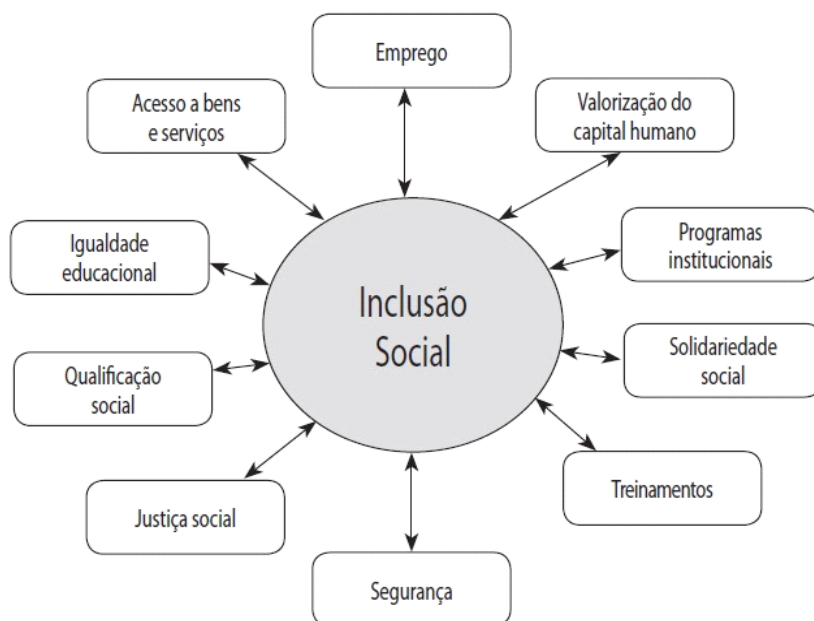 Emprego
Acesso a bens
e serviços
Valorização do
capital humano
Igualdade
educacional
Programas
institucionais
Inclusão
Social
Qualificação
social
Solidariedade
social
Justiça social
Treinamentos
Segurança